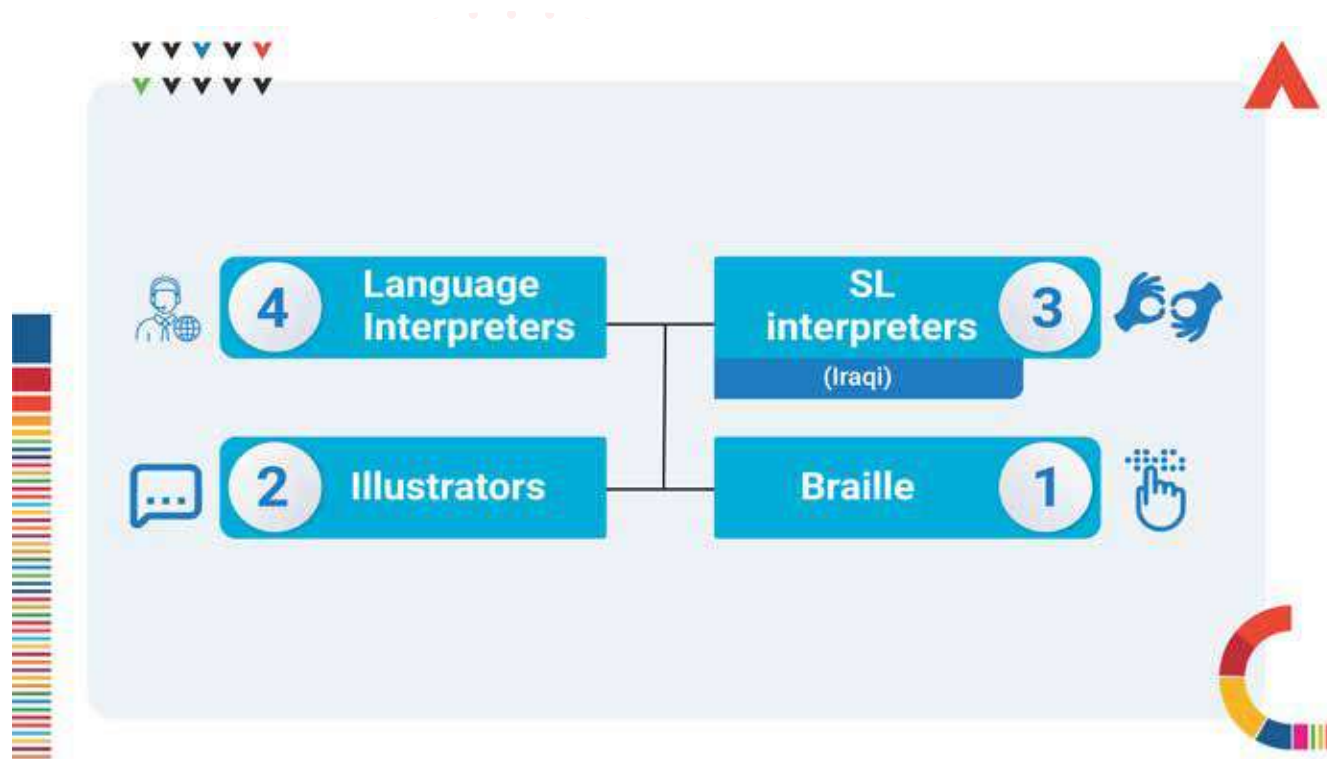 4
Language
Interpreters
SL
interpreters
3
(Iraqi)
2
Illustrators
Braille
1